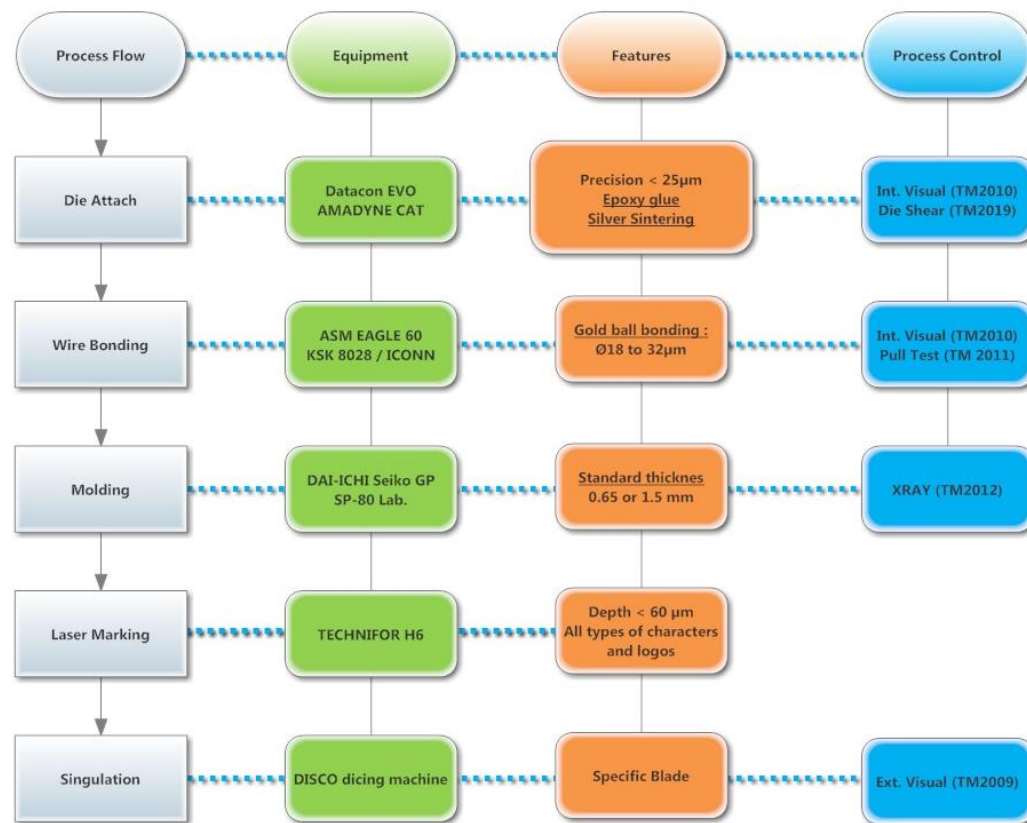 Process Flow
Equipment
Features
Process Control
Die Attach
Datacon EVO
AMADYNE CAT
Precision < 25µm
Epoxy glue
Silver Sintering
Int. Visual (TM2010)
Die Shear (TM2019)
Wire Bonding
ASM EAGLE 60
KSK 8028 / ICONN
Gold ball bonding :
Ø18 to 32µm
Int. Visual (TM2010)
Pull Test (TM 2011)
Molding
DAI-ICHI Seiko GP
SP-80 Lab.
Standard thicknes
0.65 or 1.5 mm
XRAY (TM2012)
Laser Marking
TECHNIFOR H6
Depth < 60 µm
All types of characters
and logos
Singulation
DISCO dicing machine
Specific Blade
Ext. Visual (TM2009)